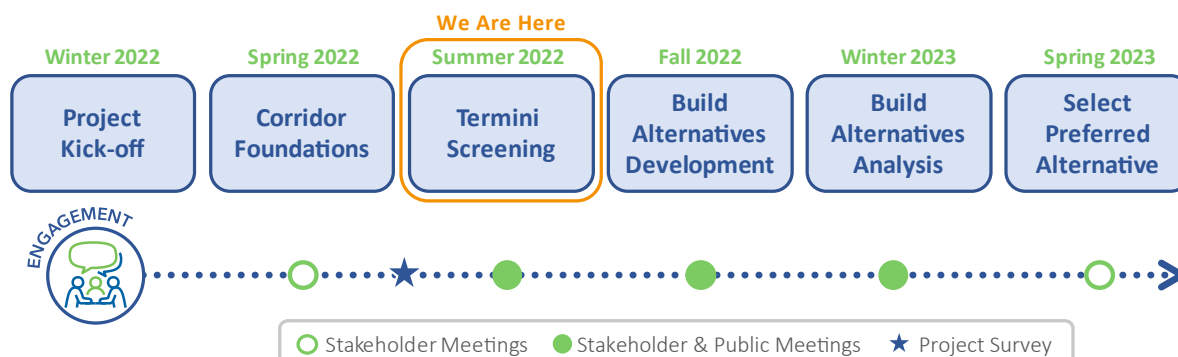 We Are Here
Winter 2022
Spring 2022
Summer 2022
Fall 2022
Winter 2023
Spring 2023
Project
Kick-off
Corridor
Foundations
Termini
Screening
Build
Alternatives
Development
Build
Alternatives
Analysis
Select
Preferred
Alternative
ENGAGEMENT
Stakeholder Meetings
Stakeholder & Public Meetings
Project Survey